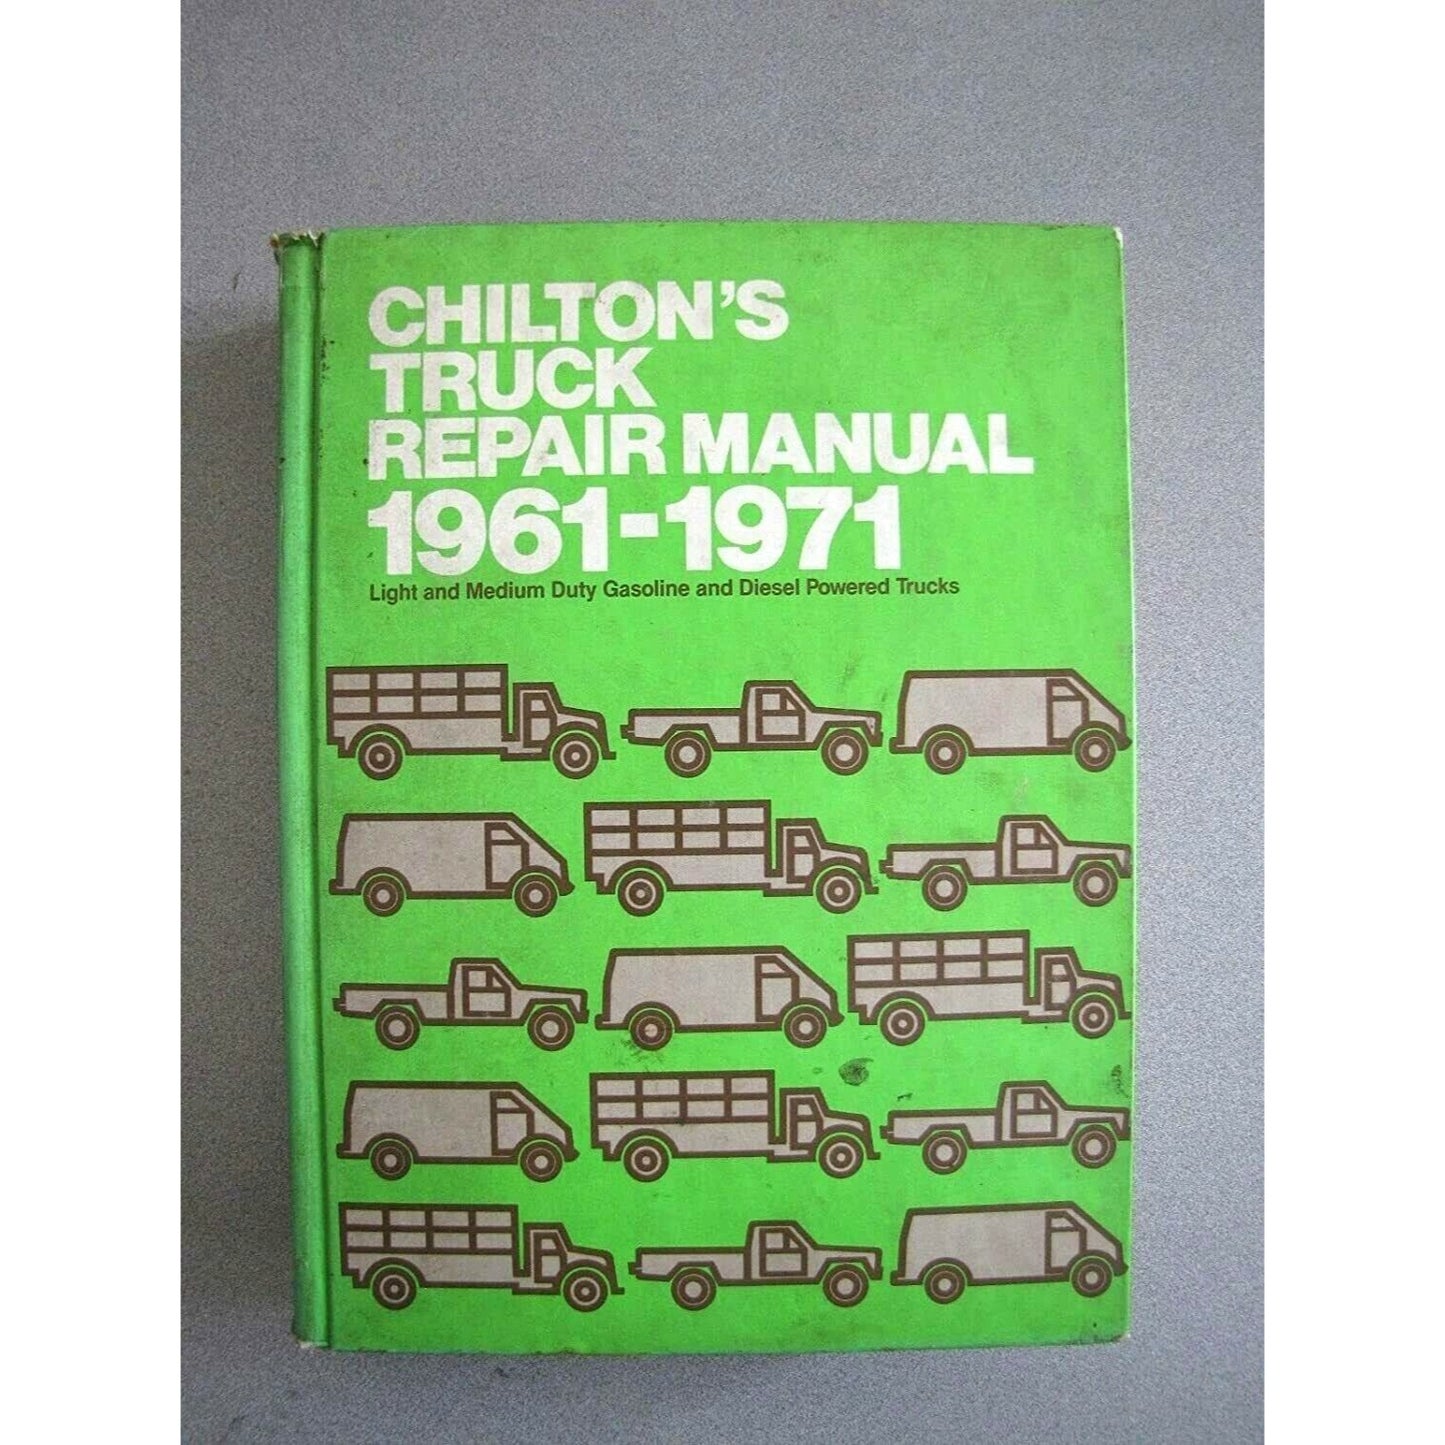 CHILTON'S
TRUCK
REPAIR MANUAL
1961-1971
Light and Medium Duty Gasoline and Diesel Powered Trucks